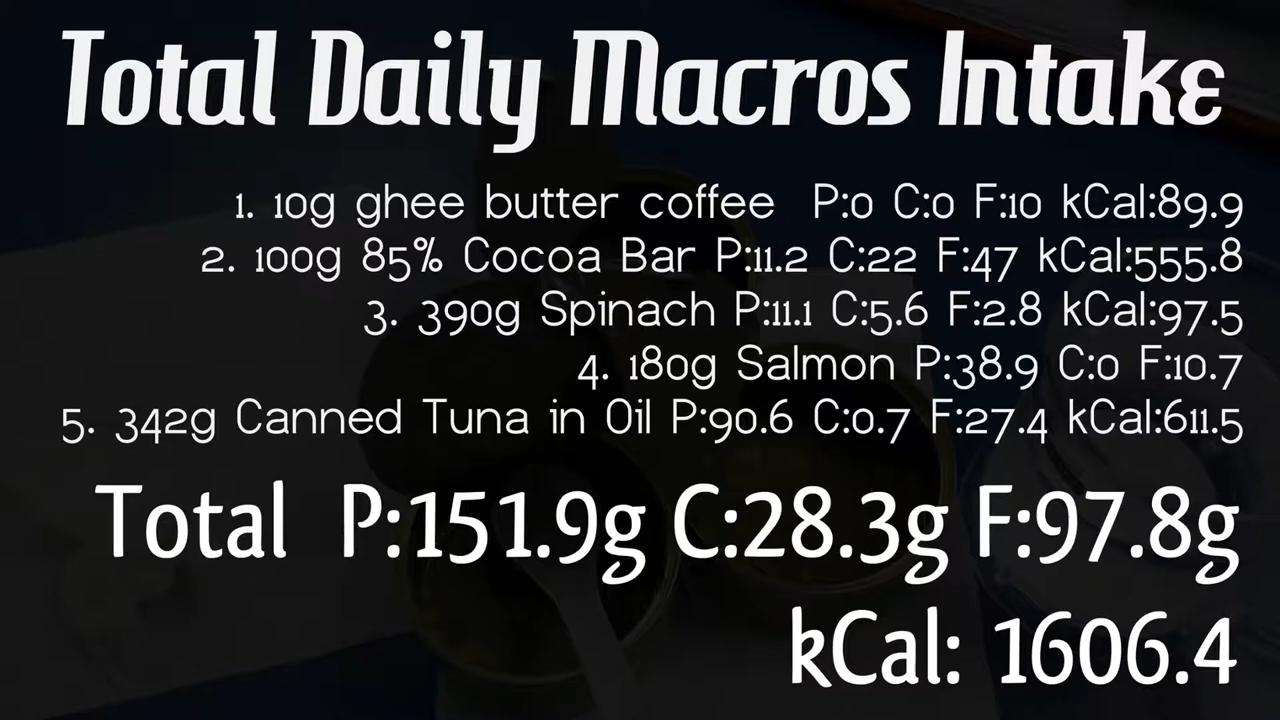 Total Daily Macros Intake
1. 10g ghee butter coffee P:0 C:0 F:10 kCal:89.9
2. 100g 85% Cocoa Bar P:11.2 C:22 F:47 kCal:555.8
3. 390g Spinach P:11.1 C:5.6 F:2.8 kCal:97.5
4. 180g Salmon P:38.9 C:0 F:10.7
5. 342g Canned Tuna in Oil P:90.6 C:0.7 F:27.4 kCal:611.5
Total P:151.9g C:28.3g F:97.8g
kCal: 1606.4